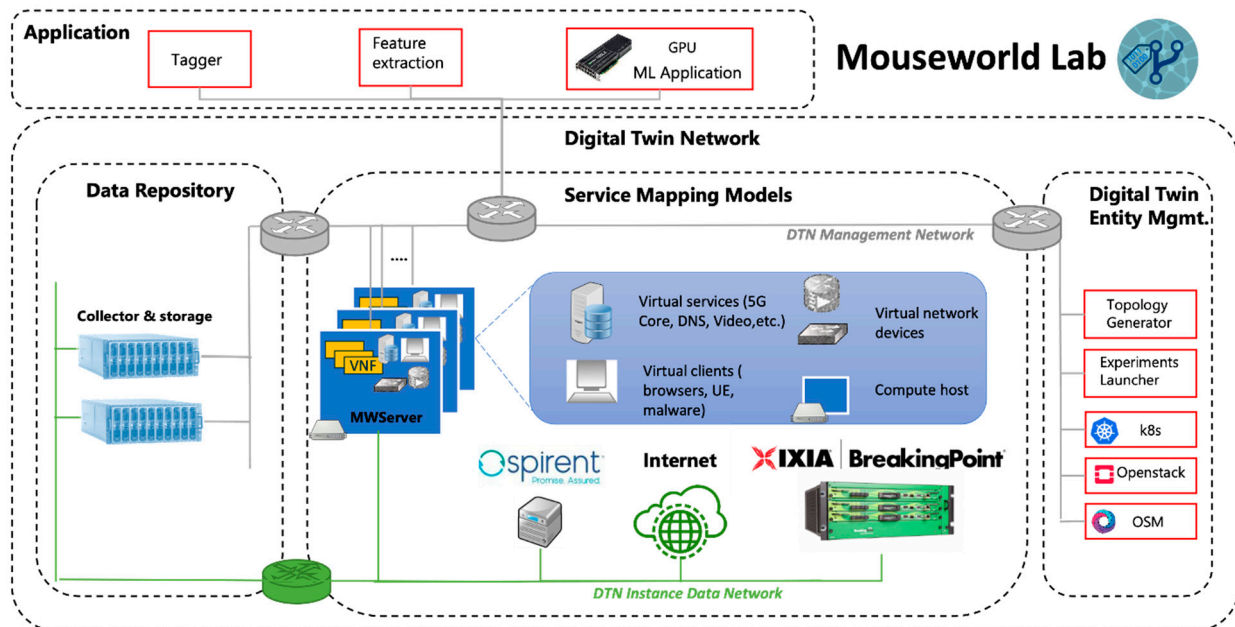 Application
Tagger
Feature
extraction
GPU
ML Application
Mouseworld Lab
Digital Twin Network
Data Repository
Service Mapping Models
Digital Twin
Entity Mgmt.
DTN Management Network
....
Collector & storage
VNF
MWServer
Virtual services (5G
Core, DNS, Video,etc.)
Virtual network
devices
Virtual clients (
browsers, UE,
malware)
Compute host
Topology
Generator
Experiments
Launcher
k8s
Openstack
OSM
spirent
Promise. Assured.
Internet
IXIA BreakingPoint
DTN Instance Data Network